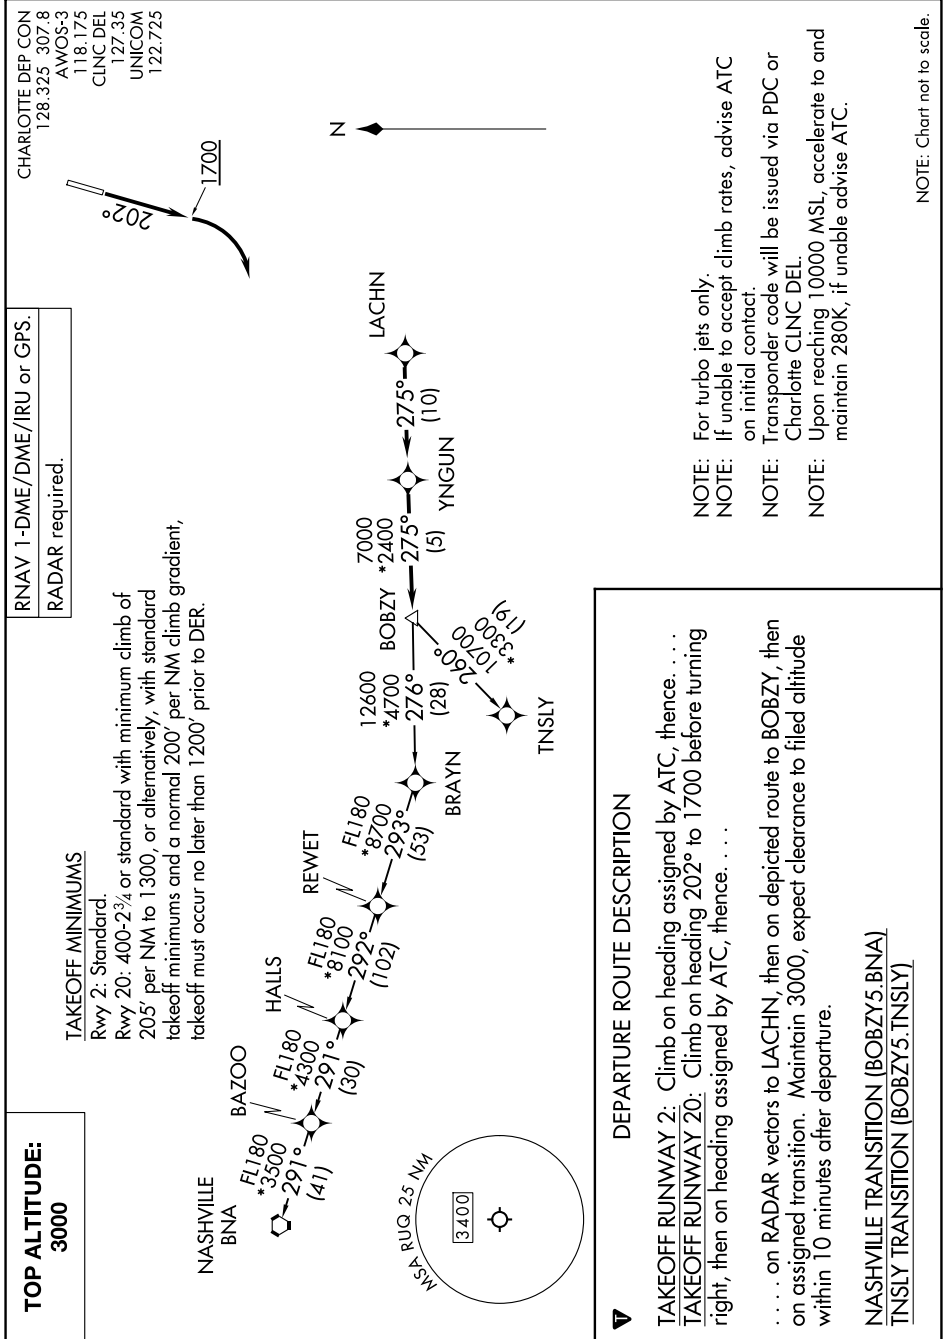 TOP ALTITUDE:
3000
RNAV 1-DME/DME/IRU or GPS.
RADAR required.
CHARLOTTE DEP CON
128.325 307.8
AWOS-3
118.175
CLNC DEL
127.35
UNICOM
122.725
TAKEOFF MINIMUMS
Rwy 2: Standard.
Rwy 20: 400-2¾ or standard with minimum climb of
205' per NM to 1300, or alternatively, with standard
takeoff minimums and a normal 200' per NM climb gradient,
takeoff must occur no later than 1200' prior to DER.
202°
1700
N
NASHVILLE
BNA
FL180
*3500
291°
(41)
BAZOO
FL180
*4300
291°
(30)
HALLS
FL180
*8100
292°
(102)
REWET
FL180
*8700
293°
(53)
BRAYN
12600
*4700
276°
(28)
BOBZY
7000
*2400
275°
(5)
YNGUN
275°
(10)
LACHN
260°
10700
*3300
(19)
TNSLY
MSA RUQ 25 NM
3400
NOTE: For turbo jets only.
NOTE: If unable to accept climb rates, advise ATC
on initial contact.
NOTE: Transponder code will be issued via PDC or
Charlotte CLNC DEL.
NOTE: Upon reaching 10000 MSL, accelerate to and
maintain 280K, if unable advise ATC.
NOTE: Chart not to scale.
T
DEPARTURE ROUTE DESCRIPTION
TAKEOFF RUNWAY 2: Climb on heading assigned by ATC, thence. . . .
TAKEOFF RUNWAY 20: Climb on heading 202° to 1700 before turning
right, then on heading assigned by ATC, thence. . . .
. . . . on RADAR vectors to LACHN, then on depicted route to BOBZY, then
on assigned transition. Maintain 3000, expect clearance to filed altitude
within 10 minutes after departure.
NASHVILLE TRANSITION (BOBZY5.BNA)
TNSLY TRANSITION (BOBZY5.TNSLY)